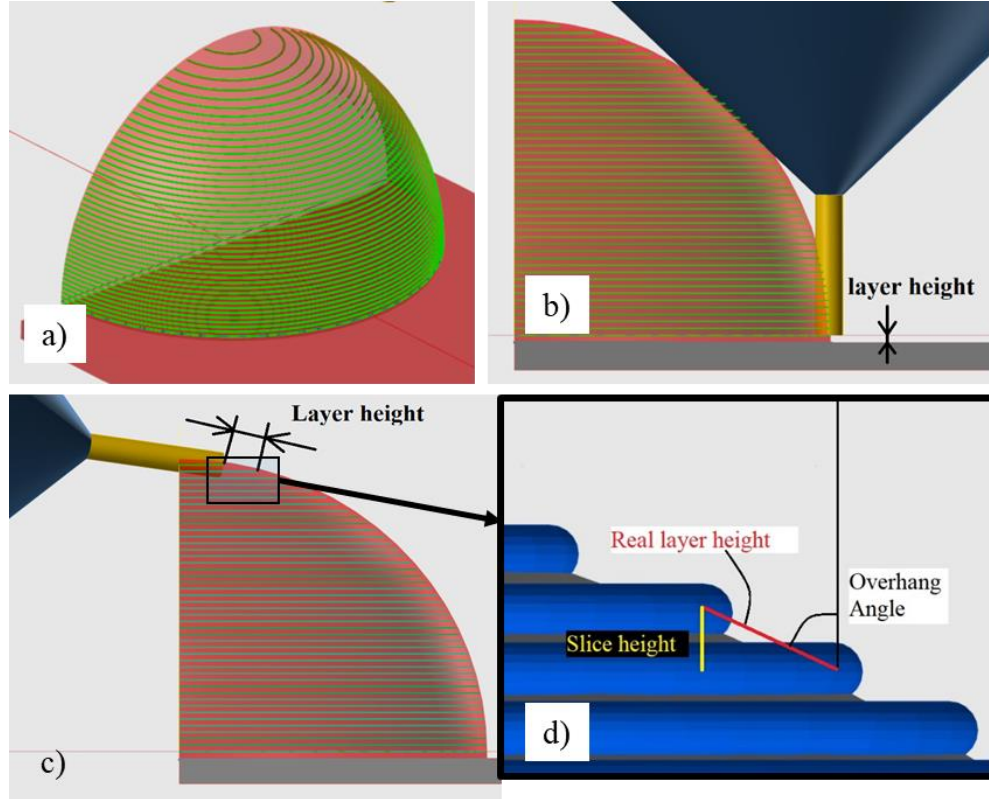 a)
b)
layer height
c)
Layer height
d)
Real layer height
Overhang
Angle
Slice height